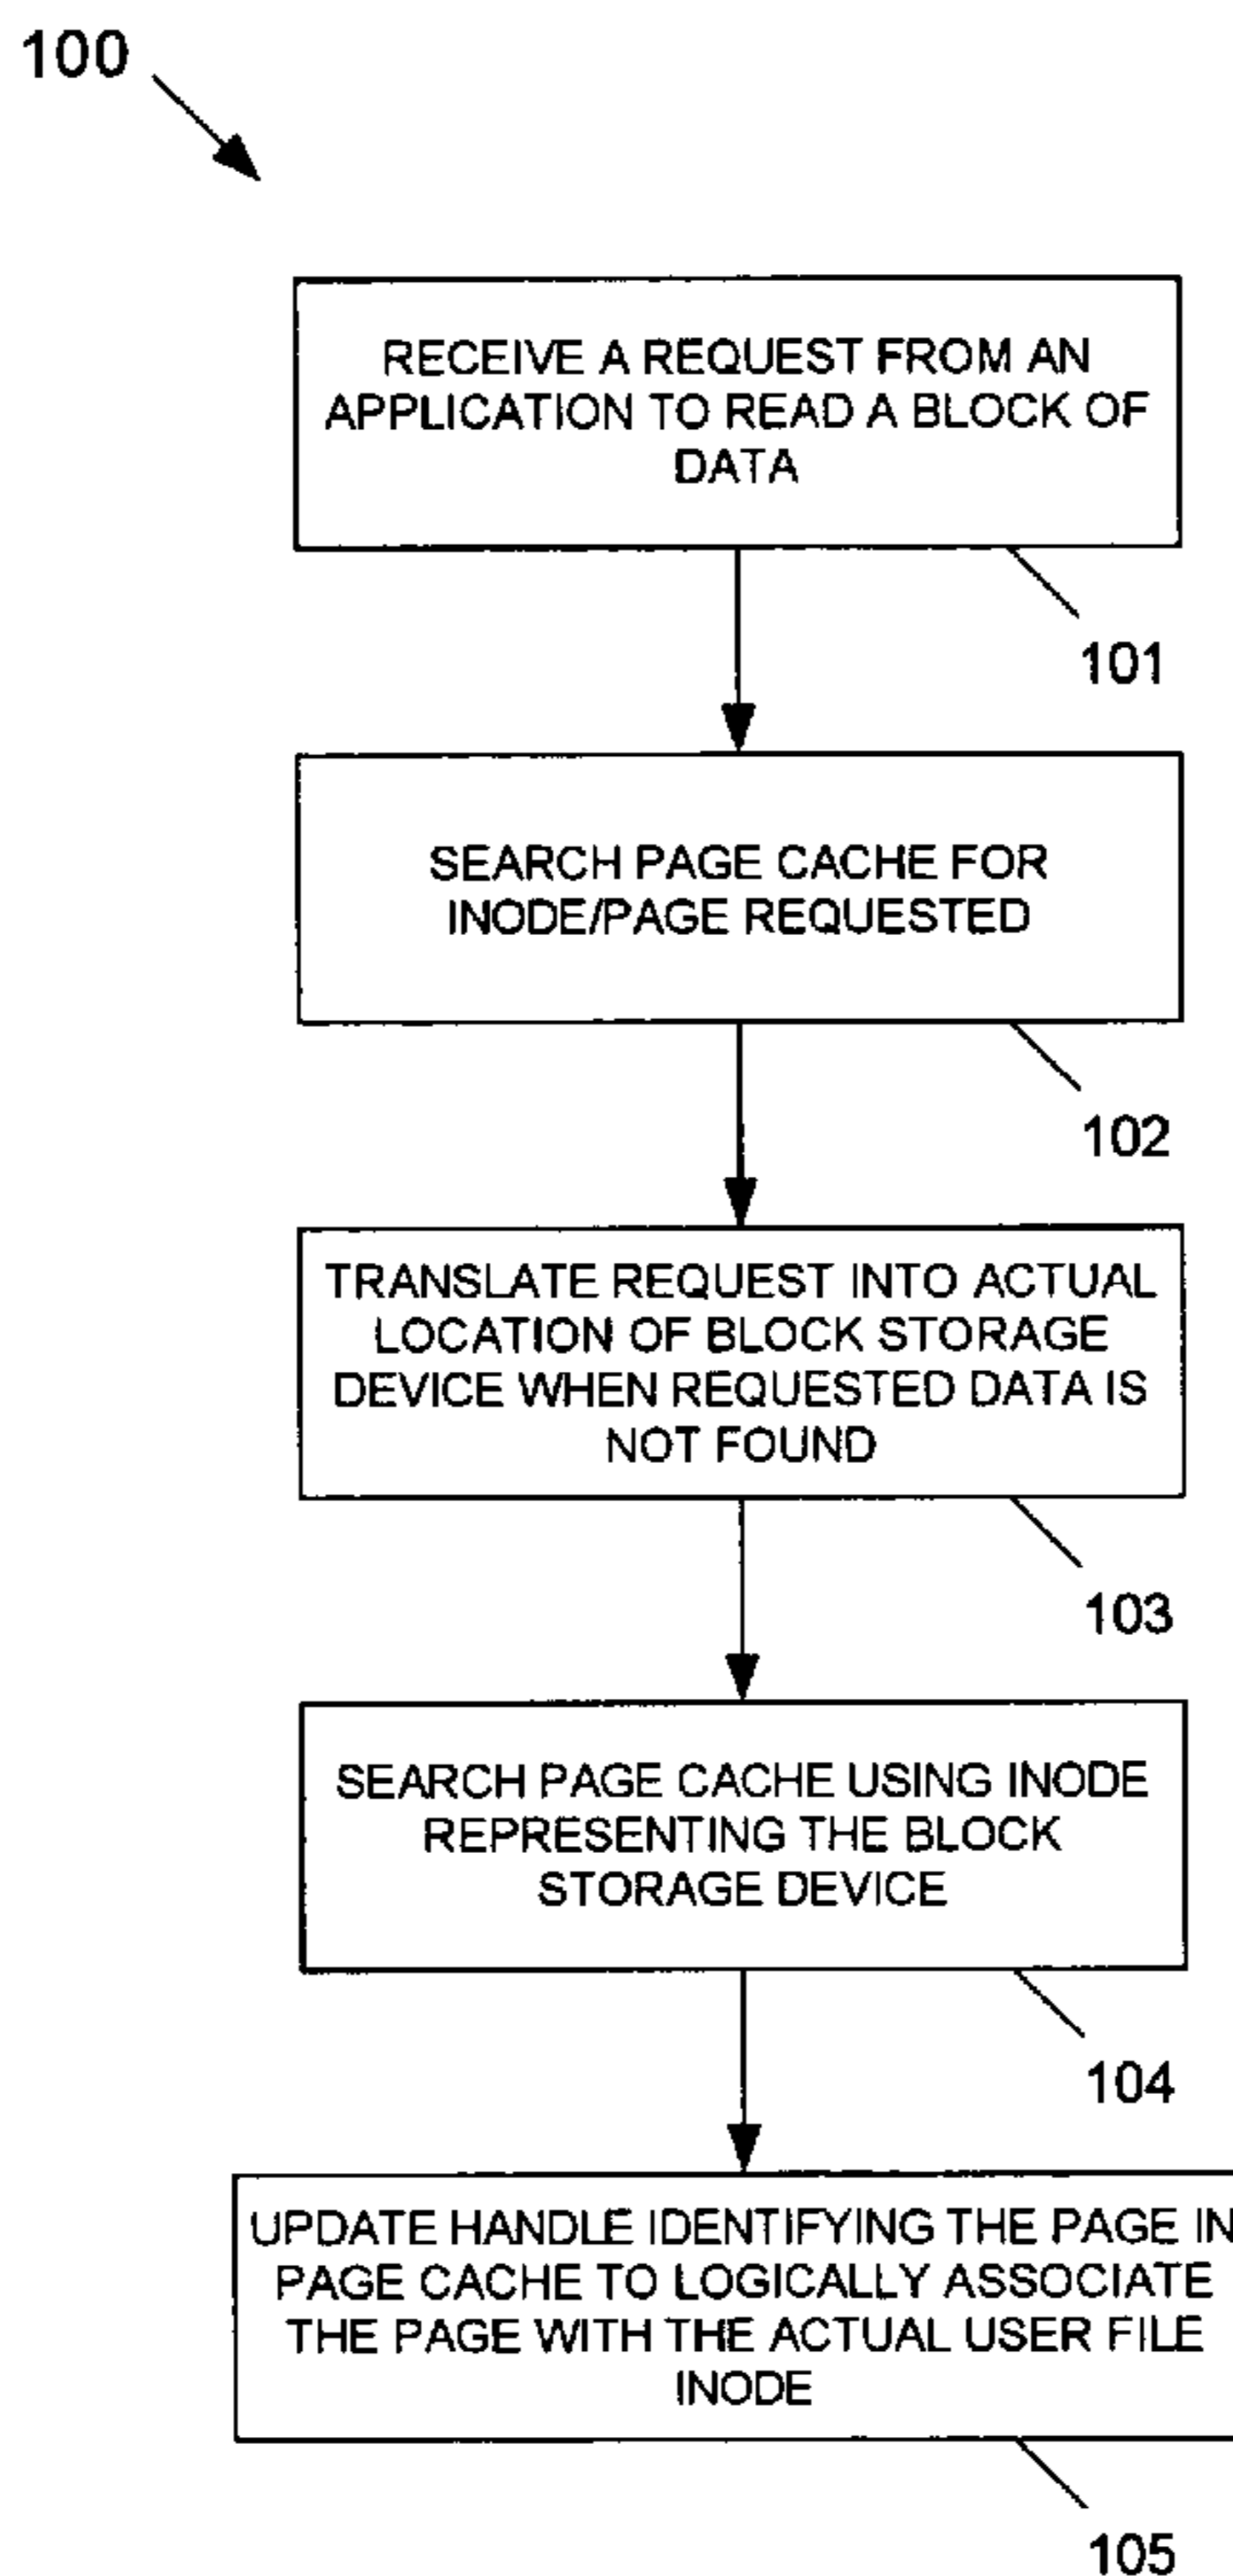 100
RECEIVE A REQUEST FROM AN
APPLICATION TO READ A BLOCK OF
DATA
101
SEARCH PAGE CACHE FOR
INODE/PAGE REQUESTED
102
TRANSLATE REQUEST INTO ACTUAL
LOCATION OF BLOCK STORAGE
DEVICE WHEN REQUESTED DATA IS
NOT FOUND
103
SEARCH PAGE CACHE USING INODE
REPRESENTING THE BLOCK
STORAGE DEVICE
104
UPDATE HANDLE IDENTIFYING THE PAGE IN
PAGE CACHE TO LOGICALLY ASSOCIATE
THE PAGE WITH THE ACTUAL USER FILE
INODE
105